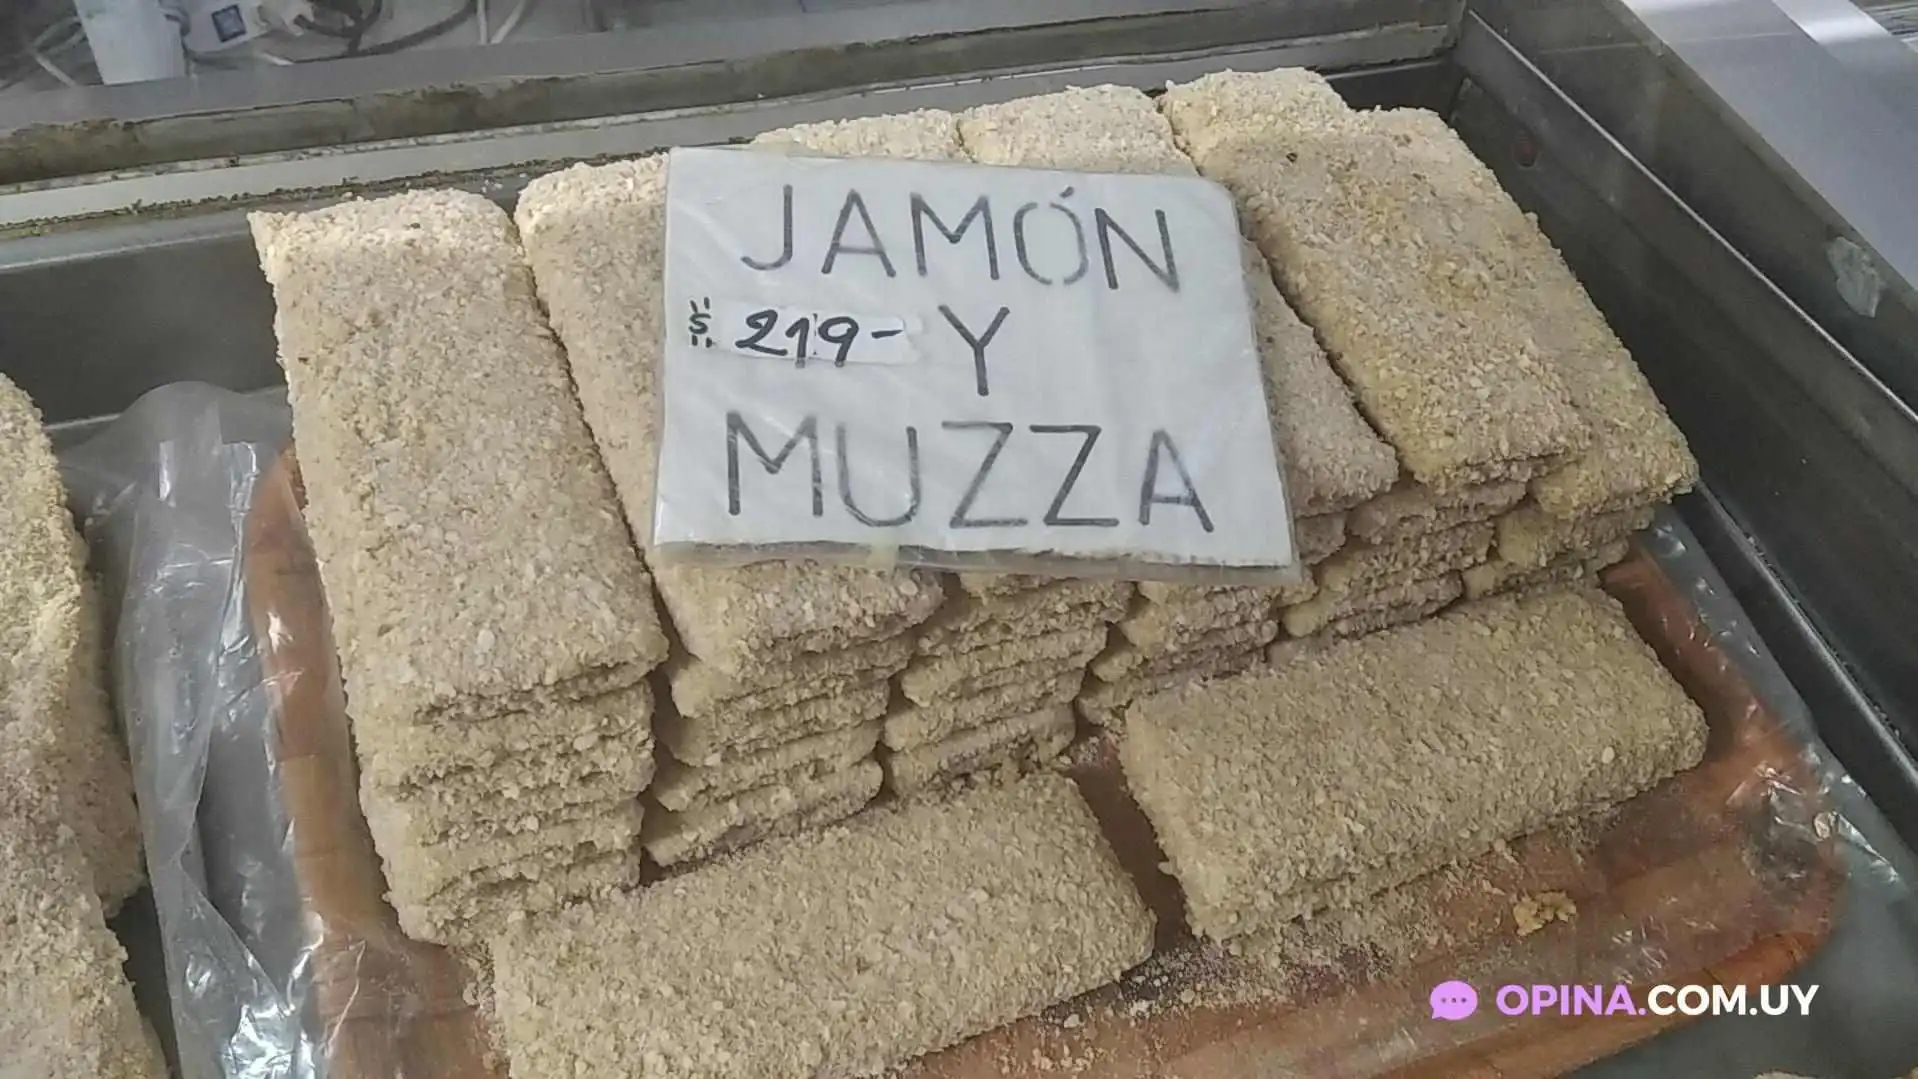 JAMÓN
$ 219- Y
MUZZA
OPINA.COM.UY